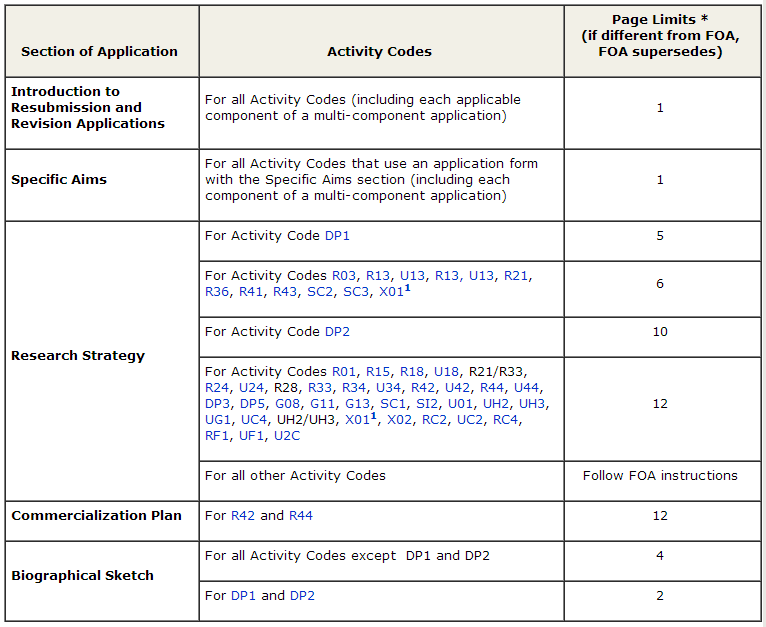 Section of Application
Activity Codes
Page Limits *
(if different from FOA,
FOA supersedes)
Introduction to
Resubmission and
Revision Applications
For all Activity Codes (including each applicable
component of a multi-component application)
1
Specific Aims
For all Activity Codes that use an application form
with the Specific Aims section (including each
component of a multi-component application)
1
Research Strategy
For Activity Code DP1
5
For Activity Codes R03, R13, U13, R13, U13, R21,
R36, R41, R43, SC2, SC3, X01¹
6
For Activity Code DP2
10
For Activity Codes R01, R15, R18, U18, R21/R33,
R24, U24, R28, R33, R34, U34, R42, U42, R44, U44,
DP3, DP5, G08, G11, G13, SC1, SI2, U01, UH2, UH3,
UG1, UC4, UH2/UH3, X01¹, X02, RC2, UC2, RC4,
RF1, UF1, U2C
12
For all other Activity Codes
Follow FOA instructions
Commercialization Plan
For R42 and R44
12
Biographical Sketch
For all Activity Codes except DP1 and DP2
4
For DP1 and DP2
2